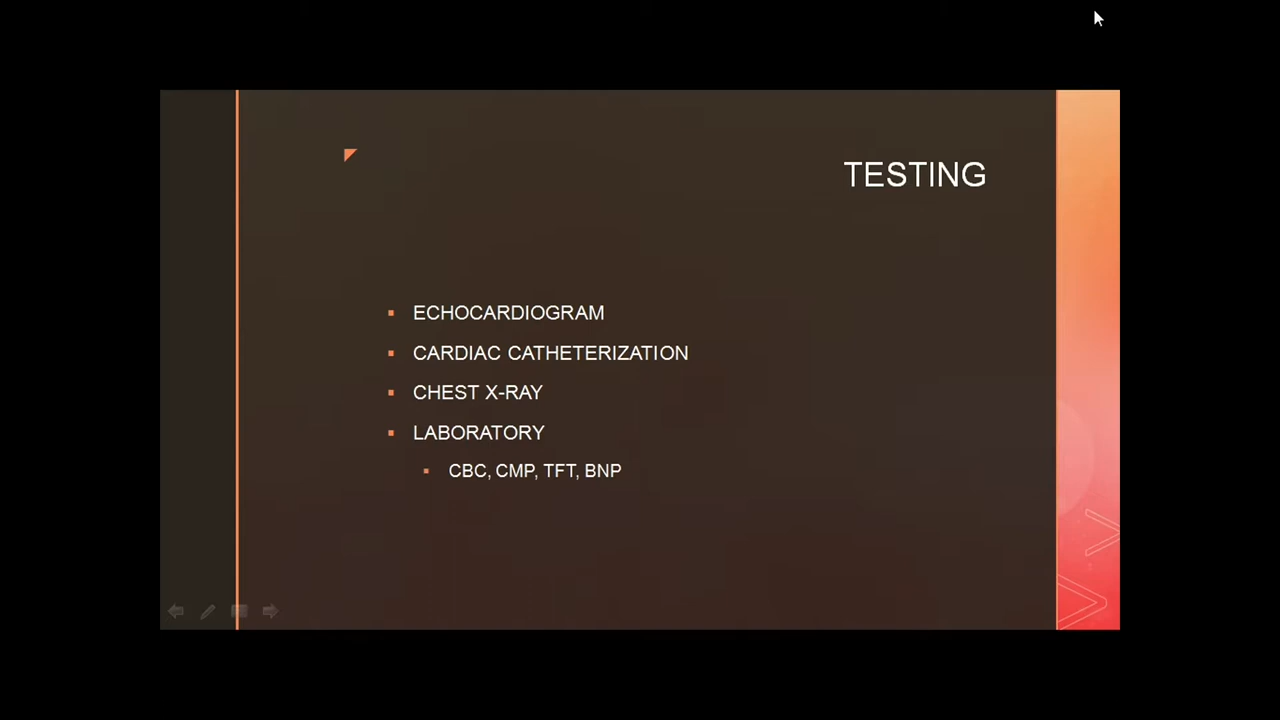 TESTING
ECHOCARDIOGRAM
CARDIAC CATHETERIZATION
CHEST X-RAY
LABORATORY
CBC, CMP, TFT, BNP